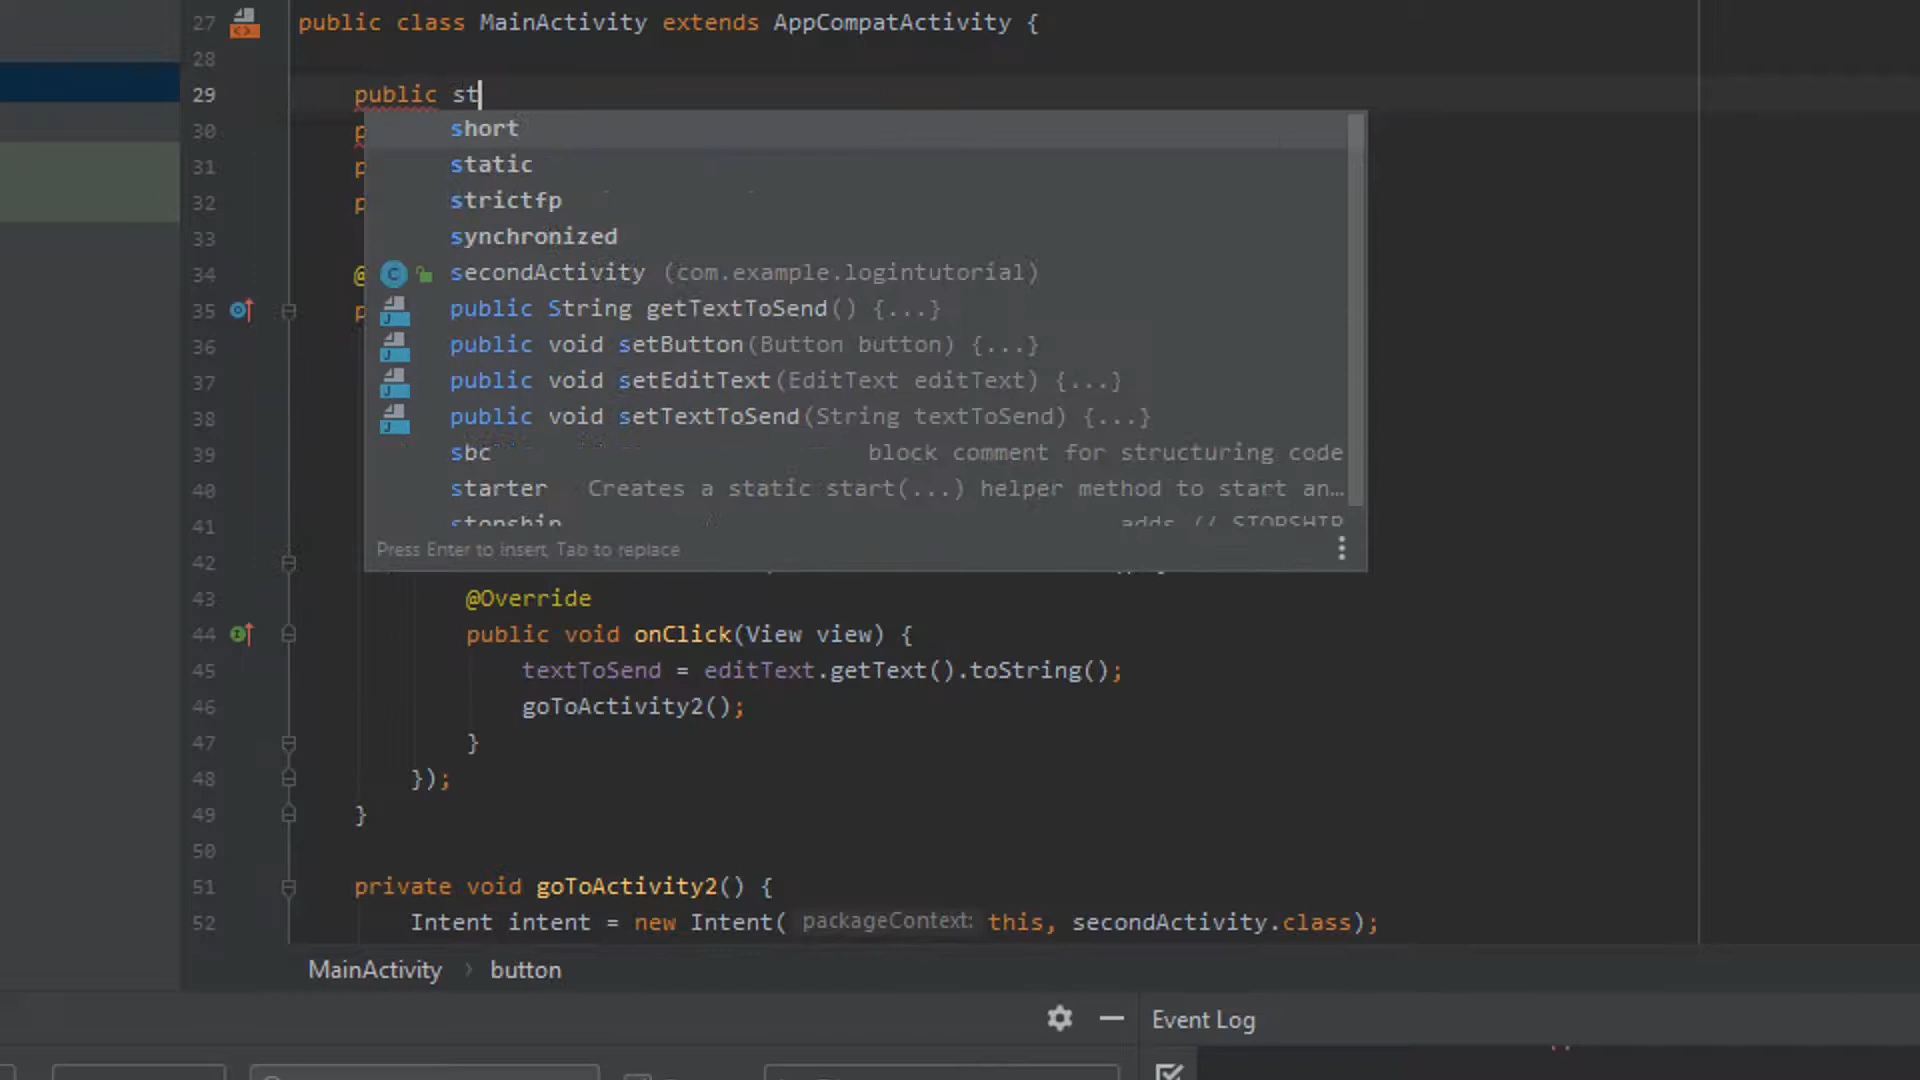 27 public class MainActivity extends AppCompatActivity {
28
29 public st
30 p
31 p
32 p
33
34 @
35 p
36
37
38
39
40
41
42
43 @Override
44 public void onClick(View view) {
45 textToSend = editText.getText().toString();
46 goToActivity2();
47 }
48 });
49 }
50
51 private void goToActivity2() {
52 Intent intent = new Intent( packageContext: this, secondActivity.class);
short
static
strictfp
synchronized
C secondActivity (com.example.logintutorial)
public String getTextToSend() {...}
public void setButton(Button button) {...}
public void setEditText(EditText editText) {...}
public void setTextToSend(String textToSend) {...}
sbc block comment for structuring code
starter Creates a static start(...) helper method to start an…
stopship adds // STOPSHIP
Press Enter to insert, Tab to replace
MainActivity › button
Event Log